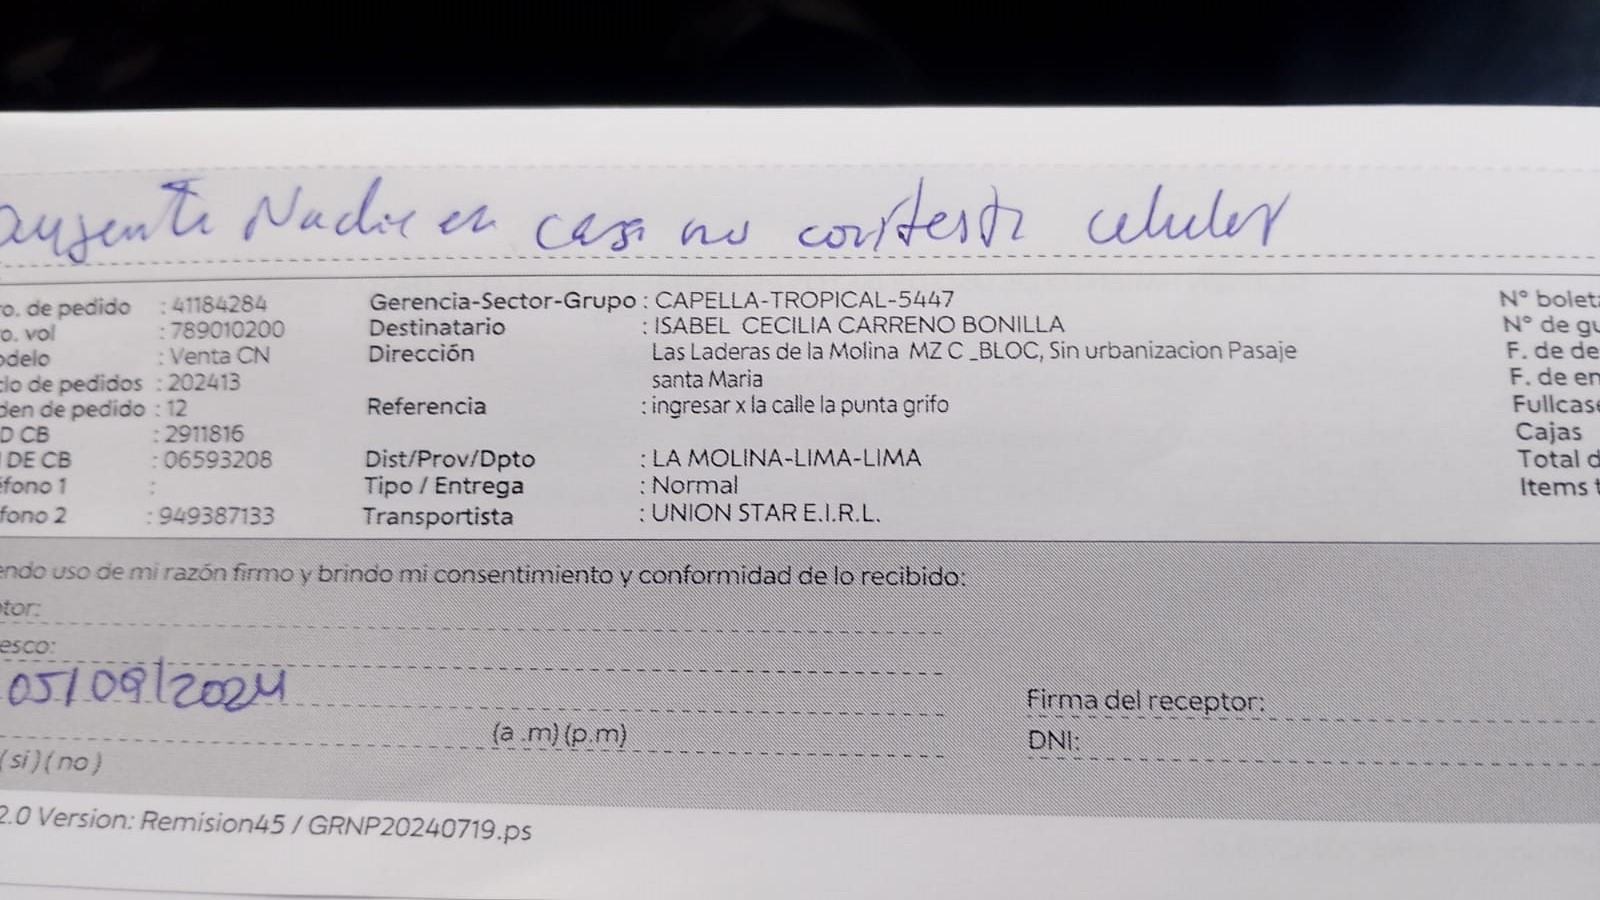 ausente Nadie en casa no contesta celular
ro. de pedido : 41184284
ro. vol : 789010200
odelo : Venta CN
clo de pedidos : 202413
den de pedido : 12
D CB : 2911816
I DE CB : 06593208
éfono 1 :
fono 2 : 949387133
Gerencia-Sector-Grupo : CAPELLA-TROPICAL-5447
Destinatario : ISABEL CECILIA CARRENO BONILLA
Dirección Las Laderas de la Molina MZ C _BLOC, Sin urbanizacion Pasaje
santa Maria
Referencia : ingresar x la calle la punta grifo
Dist/Prov/Dpto : LA MOLINA-LIMA-LIMA
Tipo / Entrega : Normal
Transportista : UNION STAR E.I.R.L.
N° boleta
N° de gu
F. de de
F. de en
Fullcase
Cajas
Total d
Items t
endo uso de mi razón firmo y brindo mi consentimiento y conformidad de lo recibido:
tor:
esco:
05/09/2024
(a .m) (p.m)
(si) (no)
Firma del receptor:
DNI:
2.0 Version: Remision45 / GRNP20240719.ps